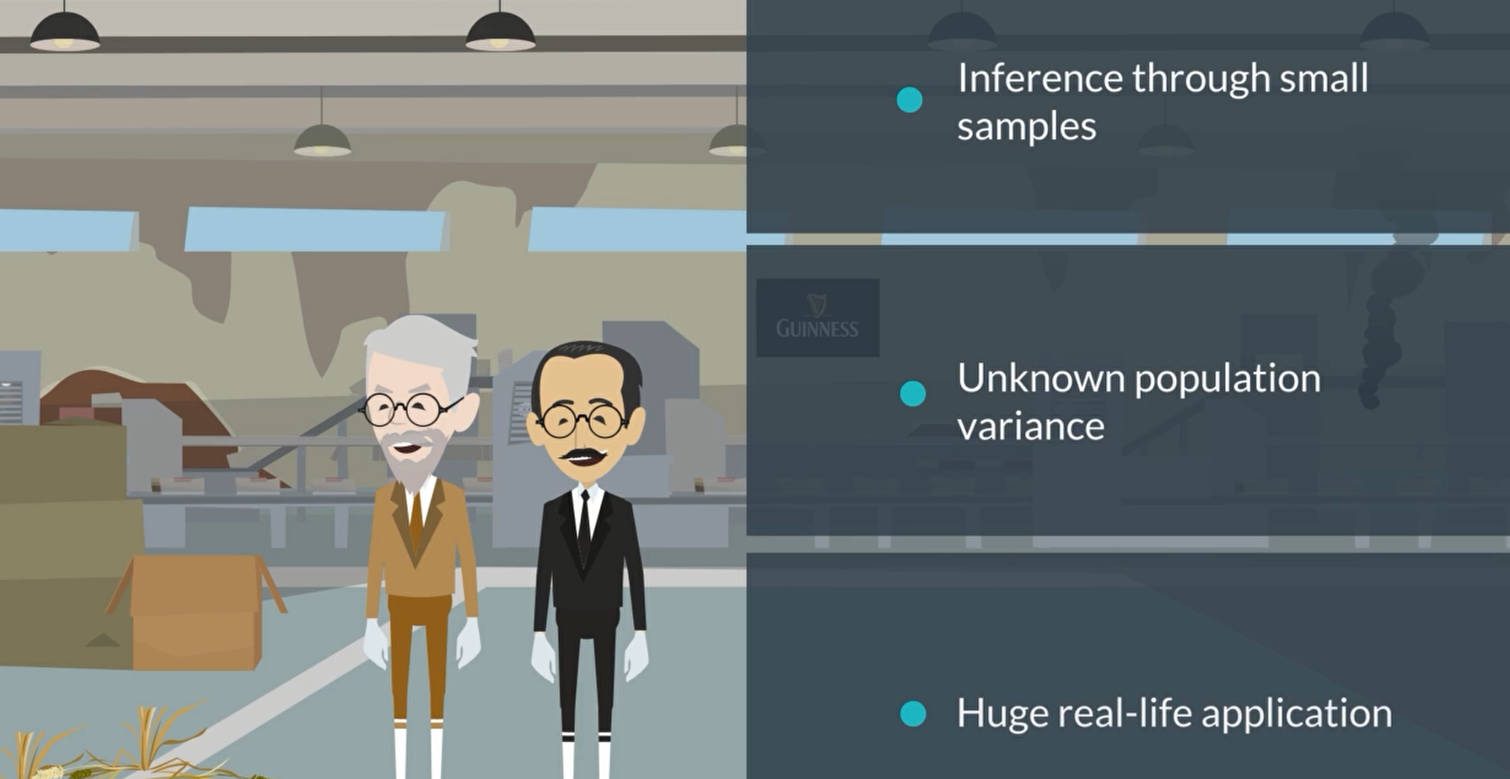 Inference through small
samples
GUINNESS
Unknown population
variance
Huge real-life application